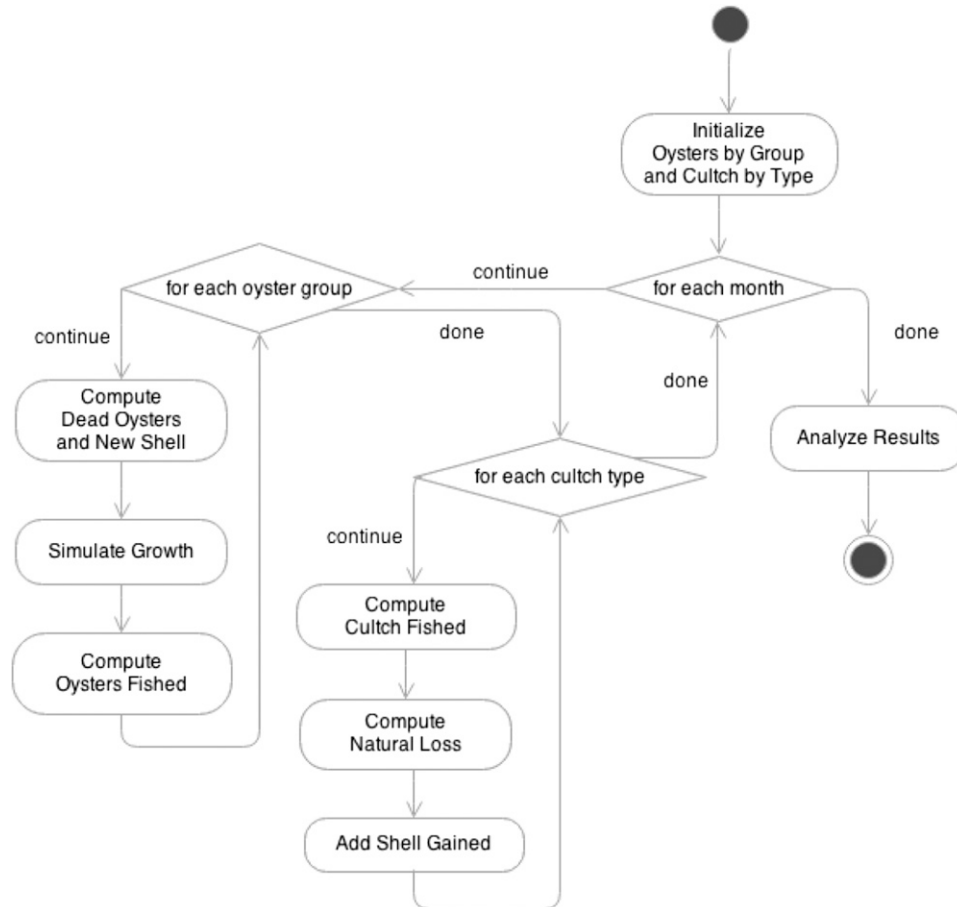 Initialize
Oysters by Group
and Cultch by Type
for each month
continue
done
for each oyster group
continue
done
Compute
Dead Oysters
and New Shell
Simulate Growth
Compute
Oysters Fished
for each cultch type
done
continue
Compute
Cultch Fished
Compute
Natural Loss
Add Shell Gained
Analyze Results